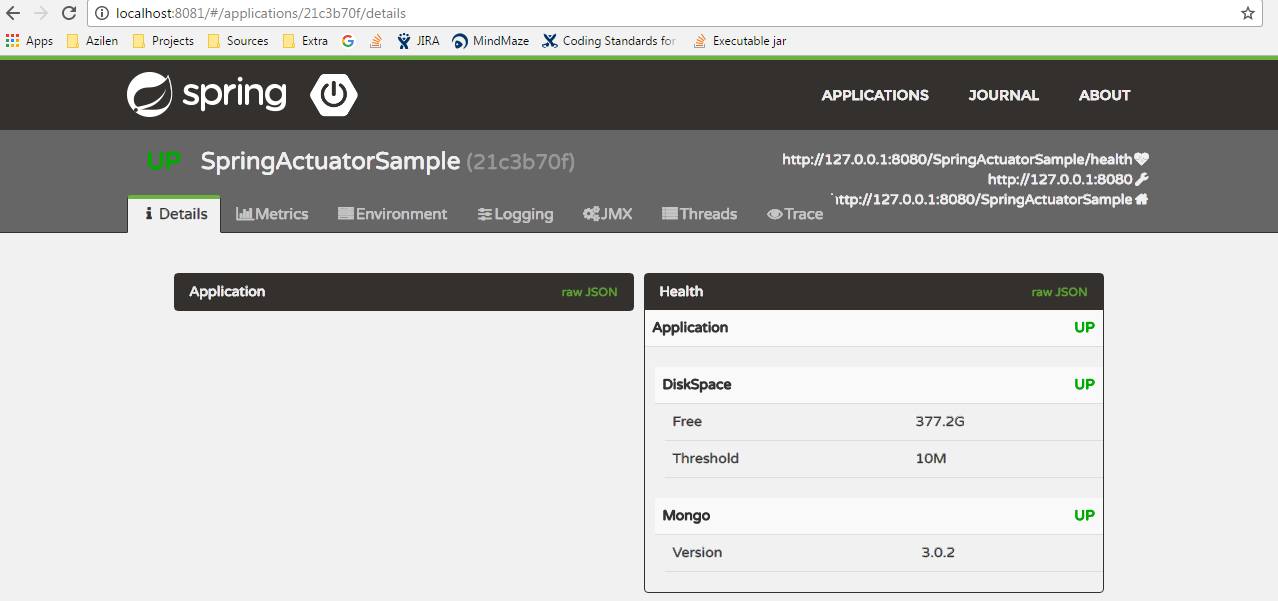 localhost:8081/#/applications/21c3b70f/details
Apps Azilen Projects Sources Extra JIRA MindMaze Coding Standards for Executable jar
spring APPLICATIONS JOURNAL ABOUT
UP SpringActuatorSample (21c3b70f)
http://127.0.0.1:8080/SpringActuatorSample/health
http://127.0.0.1:8080
ttp://127.0.0.1:8080/SpringActuatorSample
Details Metrics Environment Logging JMX Threads Trace
Application raw JSON
Health raw JSON
Application UP
DiskSpace UP
Free 377.2G
Threshold 10M
Mongo UP
Version 3.0.2